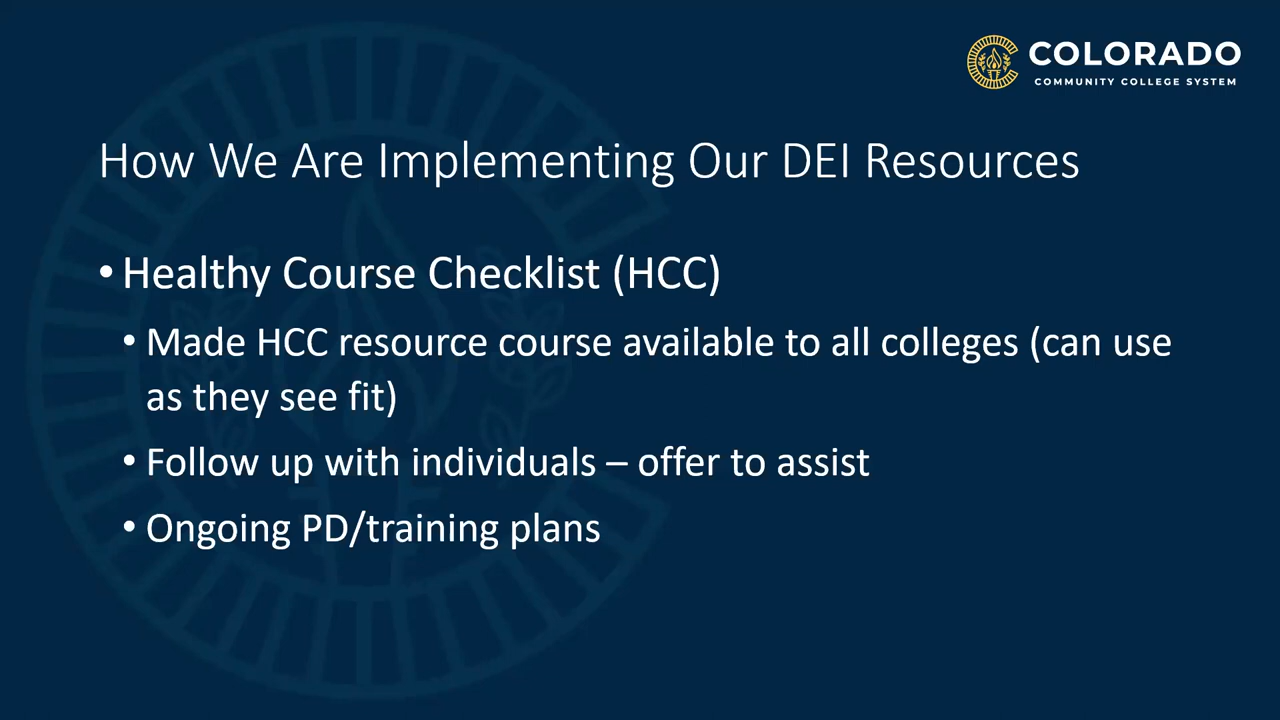 COLORADO
COMMUNITY COLLEGE SYSTEM
How We Are Implementing Our DEI Resources
• Healthy Course Checklist (HCC)
• Made HCC resource course available to all colleges (can use
as they see fit)
• Follow up with individuals – offer to assist
• Ongoing PD/training plans